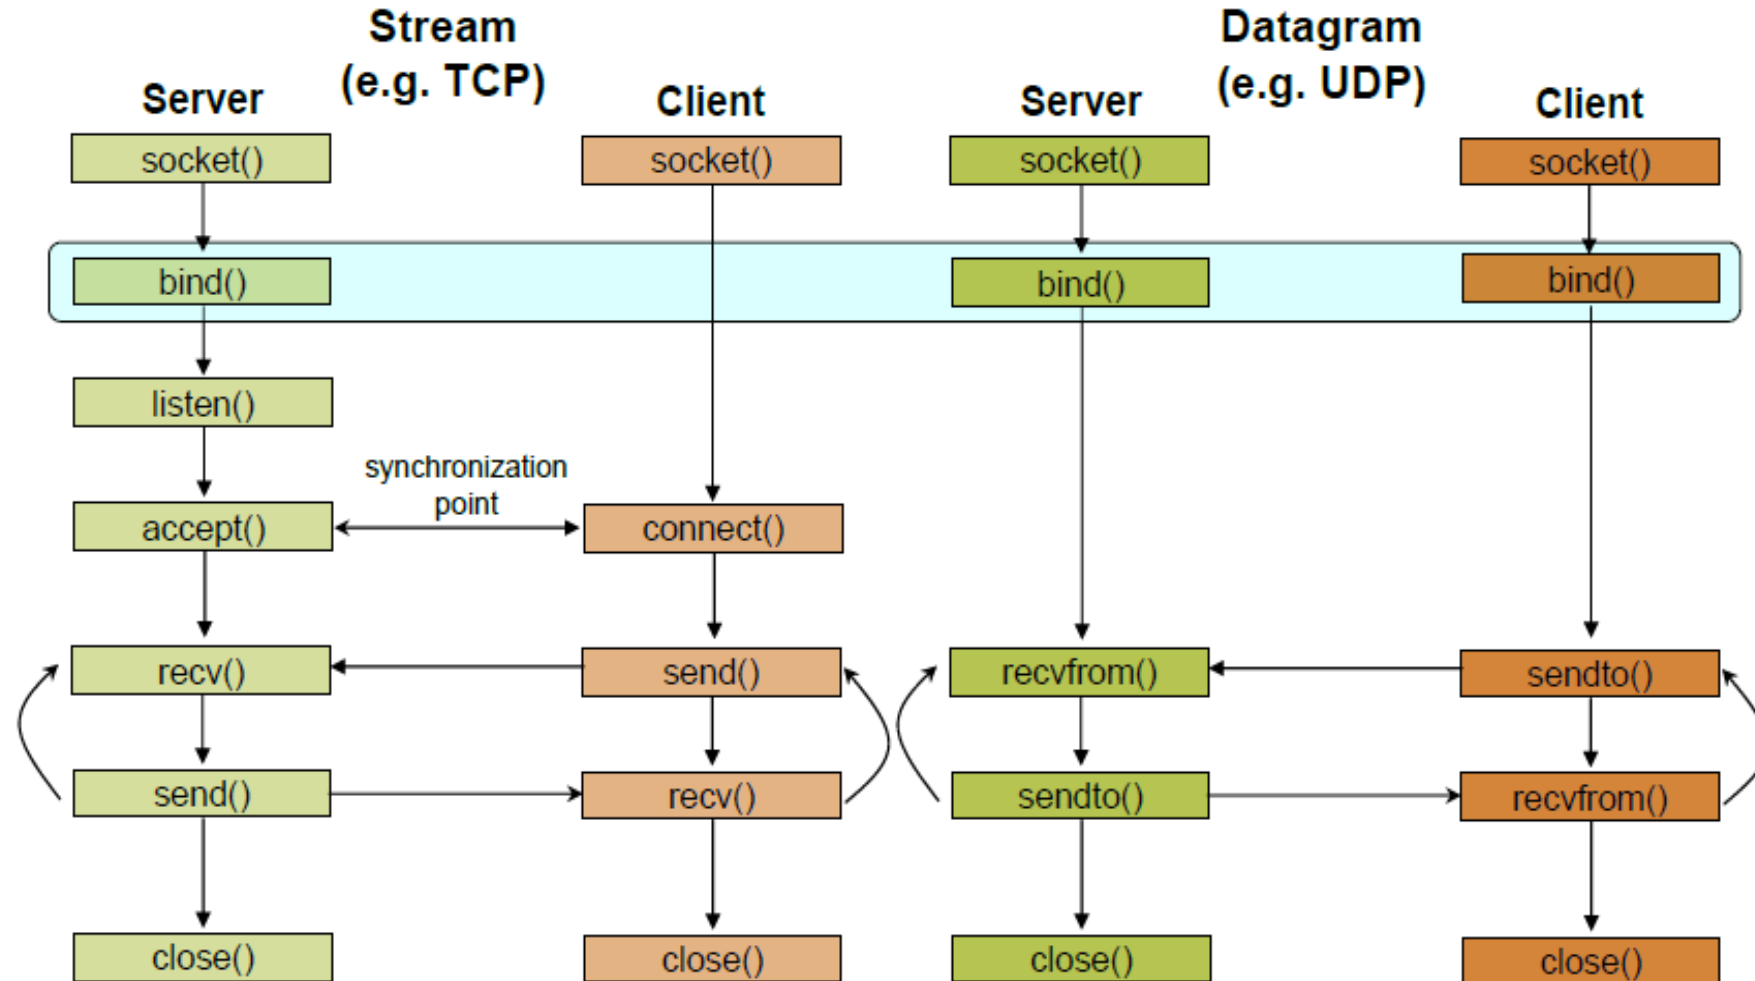 Stream
(e.g. TCP)
Datagram
(e.g. UDP)
Server
Client
Server
Client
socket()
socket()
socket()
socket()
bind()
bind()
bind()
listen()
synchronization
point
accept()
connect()
recv()
send()
recvfrom()
sendto()
send()
recv()
sendto()
recvfrom()
close()
close()
close()
close()